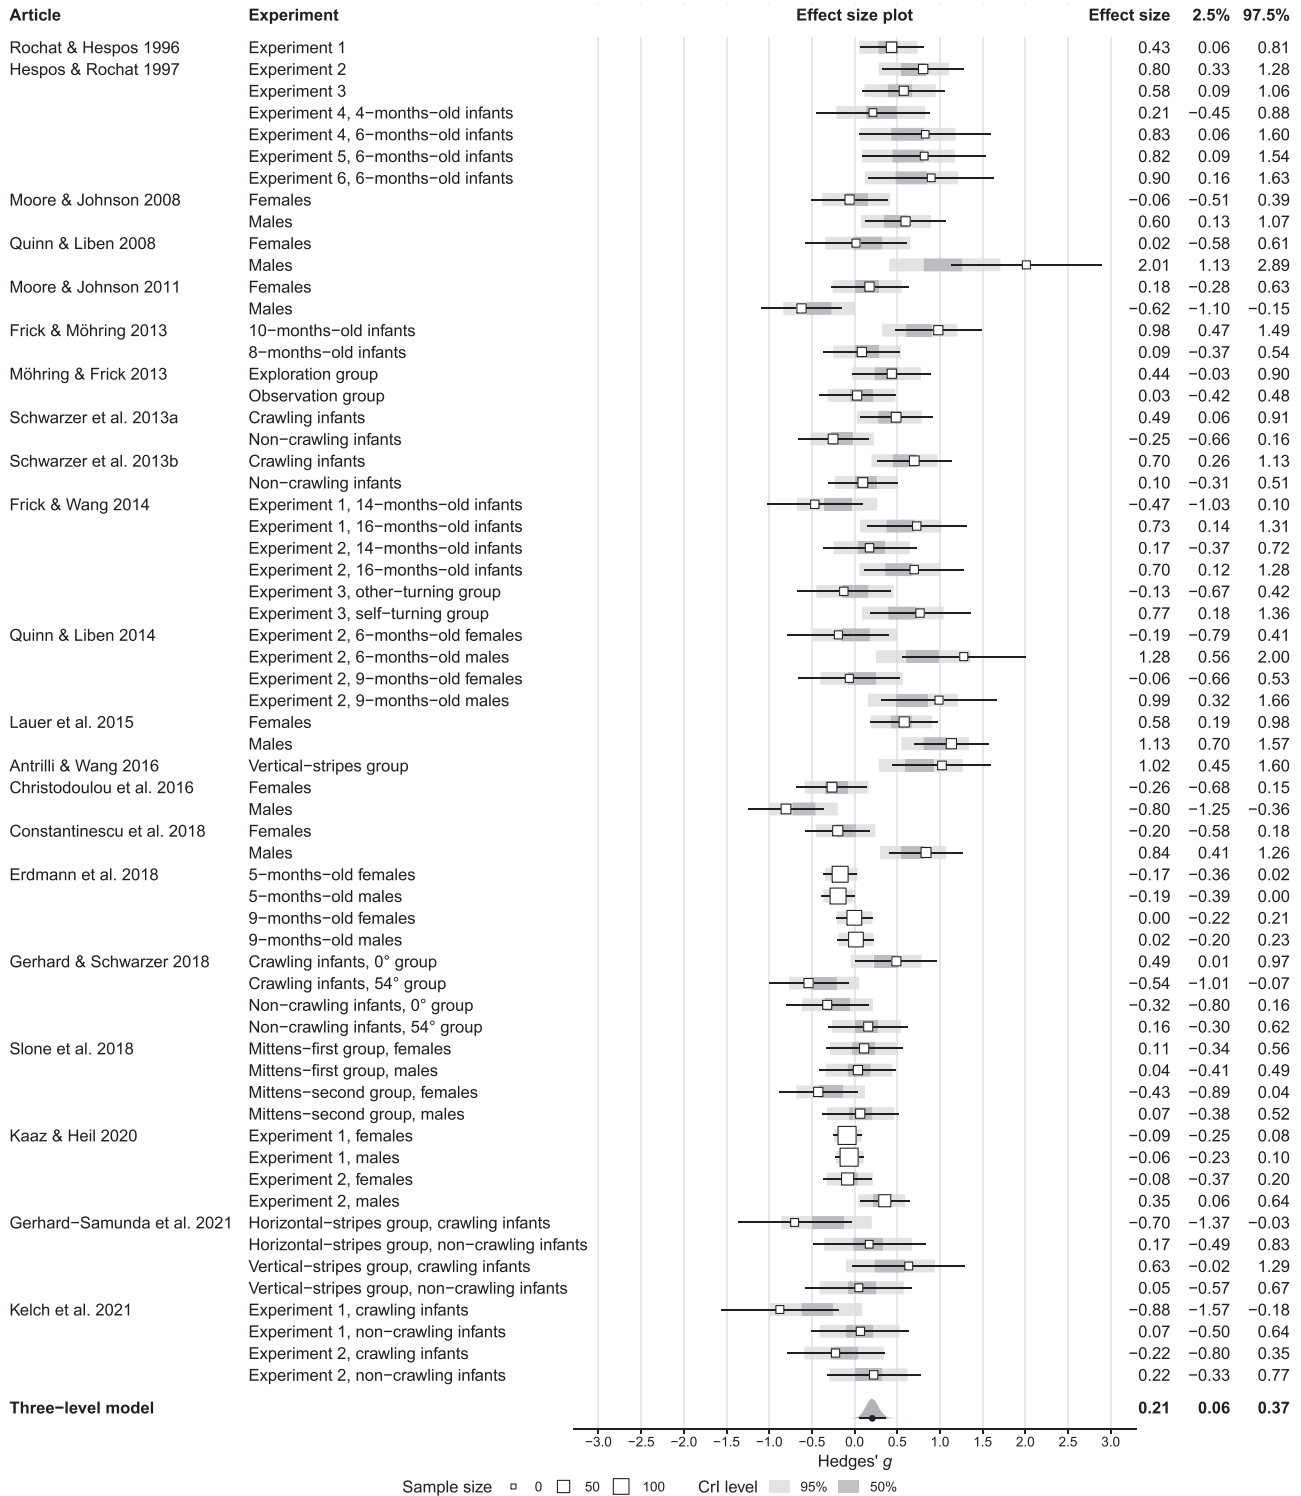 Article Experiment Effect size plot Effect size 2.5% 97.5%
Rochat & Hespos 1996 Experiment 1 0.43 0.06 0.81
Hespos & Rochat 1997 Experiment 2 0.80 0.33 1.28
Experiment 3 0.58 0.09 1.06
Experiment 4, 4−months−old infants 0.21 −0.45 0.88
Experiment 4, 6−months−old infants 0.83 0.06 1.60
Experiment 5, 6−months−old infants 0.82 0.09 1.54
Experiment 6, 6−months−old infants 0.90 0.16 1.63
Moore & Johnson 2008 Females −0.06 −0.51 0.39
Males 0.60 0.13 1.07
Quinn & Liben 2008 Females 0.02 −0.58 0.61
Males 2.01 1.13 2.89
Moore & Johnson 2011 Females 0.18 −0.28 0.63
Males −0.62 −1.10 −0.15
Frick & Möhring 2013 10−months−old infants 0.98 0.47 1.49
8−months−old infants 0.09 −0.37 0.54
Möhring & Frick 2013 Exploration group 0.44 −0.03 0.90
Observation group 0.03 −0.42 0.48
Schwarzer et al. 2013a Crawling infants 0.49 0.06 0.91
Non−crawling infants −0.25 −0.66 0.16
Schwarzer et al. 2013b Crawling infants 0.70 0.26 1.13
Non−crawling infants 0.10 −0.31 0.51
Frick & Wang 2014 Experiment 1, 14−months−old infants −0.47 −1.03 0.10
Experiment 1, 16−months−old infants 0.73 0.14 1.31
Experiment 2, 14−months−old infants 0.17 −0.37 0.72
Experiment 2, 16−months−old infants 0.70 0.12 1.28
Experiment 3, other−turning group −0.13 −0.67 0.42
Experiment 3, self−turning group 0.77 0.18 1.36
Quinn & Liben 2014 Experiment 2, 6−months−old females −0.19 −0.79 0.41
Experiment 2, 6−months−old males 1.28 0.56 2.00
Experiment 2, 9−months−old females −0.06 −0.66 0.53
Experiment 2, 9−months−old males 0.99 0.32 1.66
Lauer et al. 2015 Females 0.58 0.19 0.98
Males 1.13 0.70 1.57
Antrilli & Wang 2016 Vertical−stripes group 1.02 0.45 1.60
Christodoulou et al. 2016 Females −0.26 −0.68 0.15
Males −0.80 −1.25 −0.36
Constantinescu et al. 2018 Females −0.20 −0.58 0.18
Males 0.84 0.41 1.26
Erdmann et al. 2018 5−months−old females −0.17 −0.36 0.02
5−months−old males −0.19 −0.39 0.00
9−months−old females 0.00 −0.22 0.21
9−months−old males 0.02 −0.20 0.23
Gerhard & Schwarzer 2018 Crawling infants, 0° group 0.49 0.01 0.97
Crawling infants, 54° group −0.54 −1.01 −0.07
Non−crawling infants, 0° group −0.32 −0.80 0.16
Non−crawling infants, 54° group 0.16 −0.30 0.62
Slone et al. 2018 Mittens−first group, females 0.11 −0.34 0.56
Mittens−first group, males 0.04 −0.41 0.49
Mittens−second group, females −0.43 −0.89 0.04
Mittens−second group, males 0.07 −0.38 0.52
Kaaz & Heil 2020 Experiment 1, females −0.09 −0.25 0.08
Experiment 1, males −0.06 −0.23 0.10
Experiment 2, females −0.08 −0.37 0.20
Experiment 2, males 0.35 0.06 0.64
Gerhard−Samunda et al. 2021 Horizontal−stripes group, crawling infants −0.70 −1.37 −0.03
Horizontal−stripes group, non−crawling infants 0.17 −0.49 0.83
Vertical−stripes group, crawling infants 0.63 −0.02 1.29
Vertical−stripes group, non−crawling infants 0.05 −0.57 0.67
Kelch et al. 2021 Experiment 1, crawling infants −0.88 −1.57 −0.18
Experiment 1, non−crawling infants 0.07 −0.50 0.64
Experiment 2, crawling infants −0.22 −0.80 0.35
Experiment 2, non−crawling infants 0.22 −0.33 0.77
Three−level model 0.21 0.06 0.37
−3.0 −2.5 −2.0 −1.5 −1.0 −0.5 0.0 0.5 1.0 1.5 2.0 2.5 3.0
Hedges' g
Sample size 0 50 100 CrI level 95% 50%